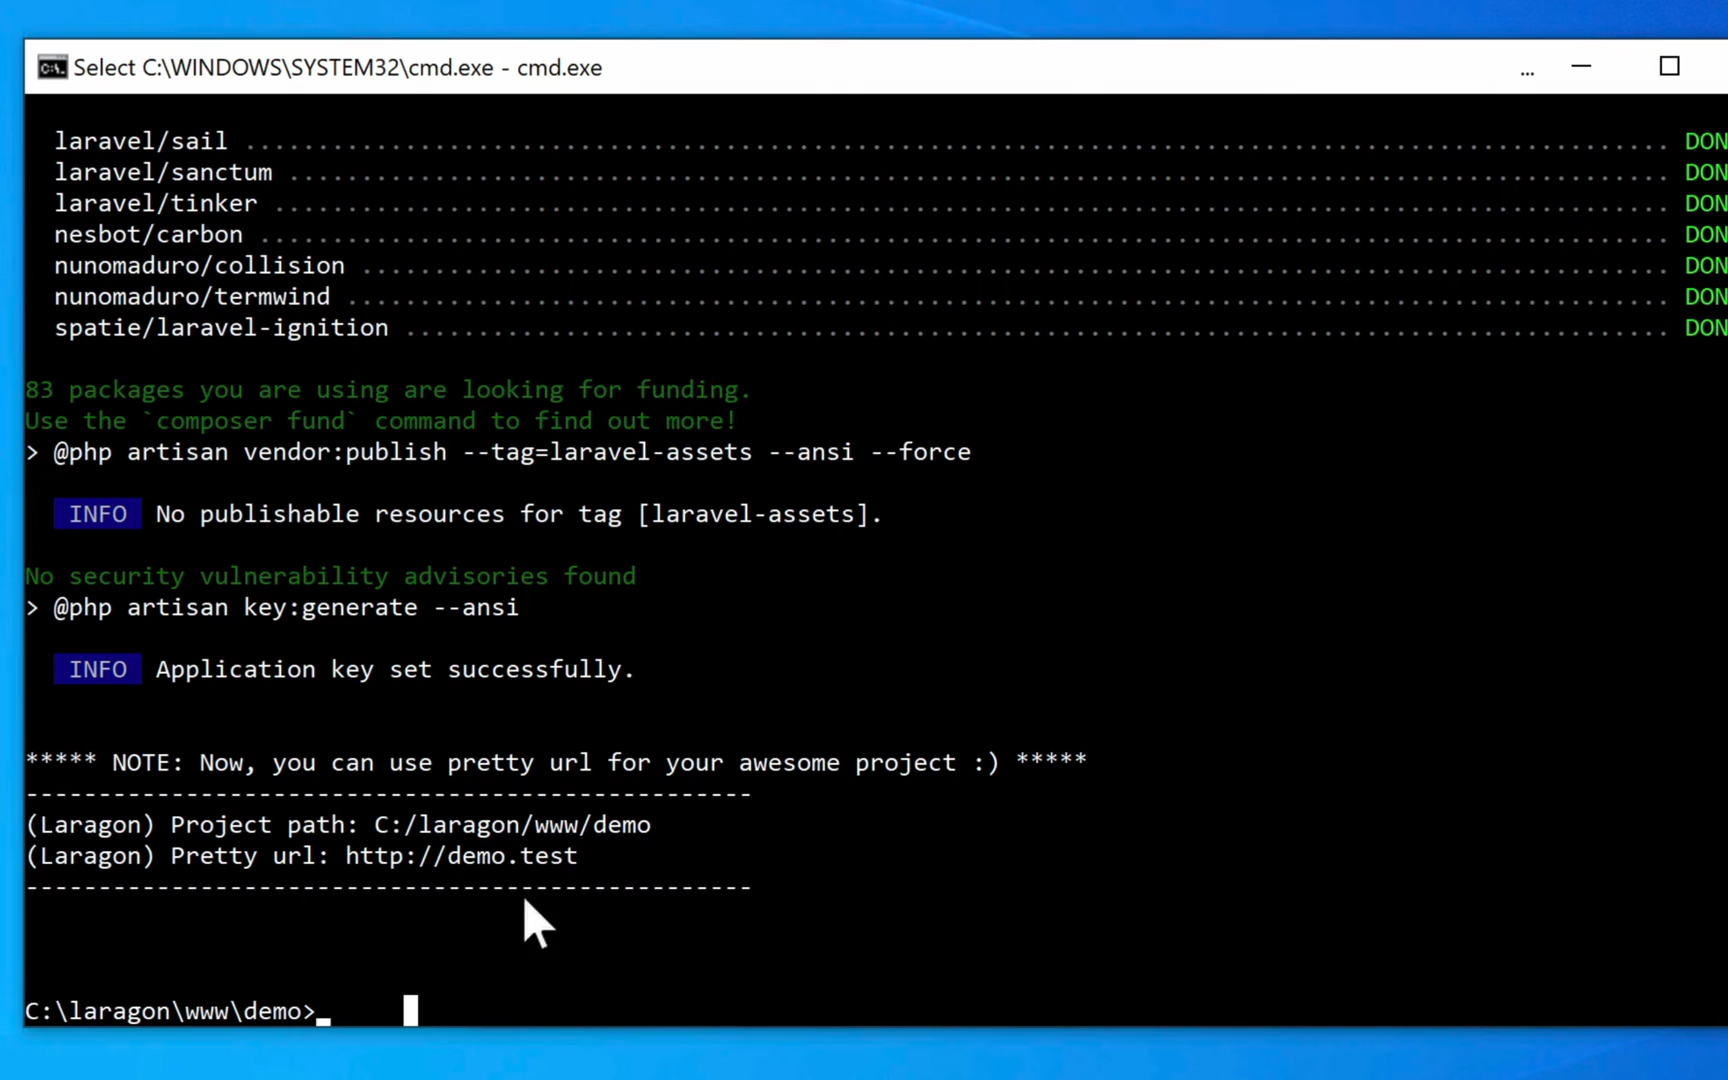 Select C:\WINDOWS\SYSTEM32\cmd.exe - cmd.exe
laravel/sail ................................................................................................. DON
laravel/sanctum .............................................................................................. DON
laravel/tinker ............................................................................................... DON
nesbot/carbon ................................................................................................ DON
nunomaduro/collision ......................................................................................... DON
nunomaduro/termwind .......................................................................................... DON
spatie/laravel-ignition ...................................................................................... DON
83 packages you are using are looking for funding.
Use the `composer fund` command to find out more!
> @php artisan vendor:publish --tag=laravel-assets --ansi --force
INFO No publishable resources for tag [laravel-assets].
No security vulnerability advisories found
> @php artisan key:generate --ansi
INFO Application key set successfully.
***** NOTE: Now, you can use pretty url for your awesome project :) *****
--------------------------------------------------
(Laragon) Project path: C:/laragon/www/demo
(Laragon) Pretty url: http://demo.test
--------------------------------------------------
C:\laragon\www\demo>